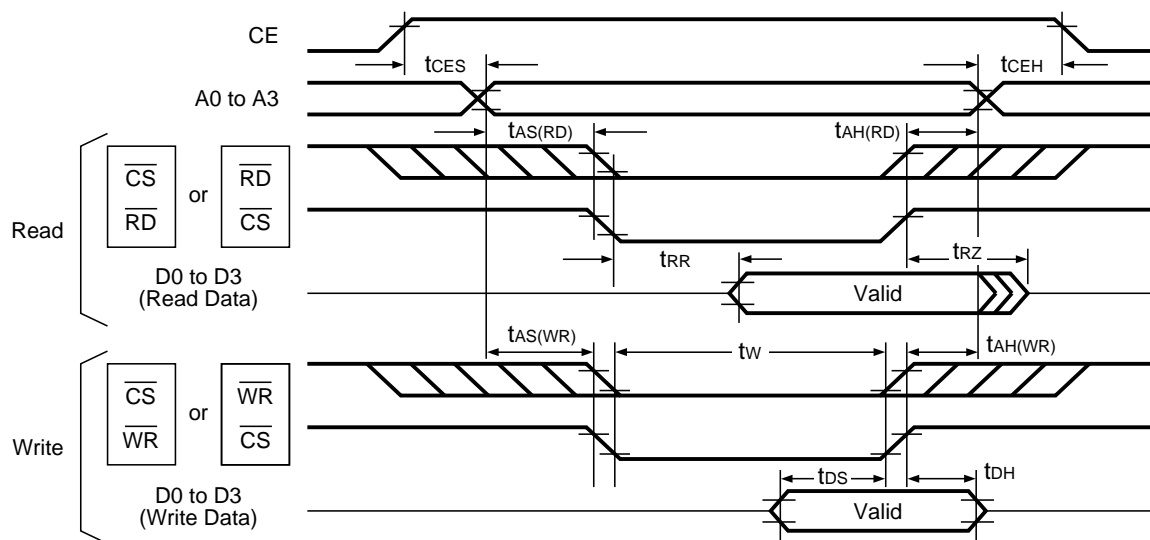 CE
tCES
tCEH
A0 to A3
tAS(RD)
tAH(RD)
Read
CS or RD
RD CS
tRR
tRZ
D0 to D3
(Read Data)
Valid
tAS(WR)
tW
tAH(WR)
Write
CS or WR
WR CS
tDS
tDH
D0 to D3
(Write Data)
Valid